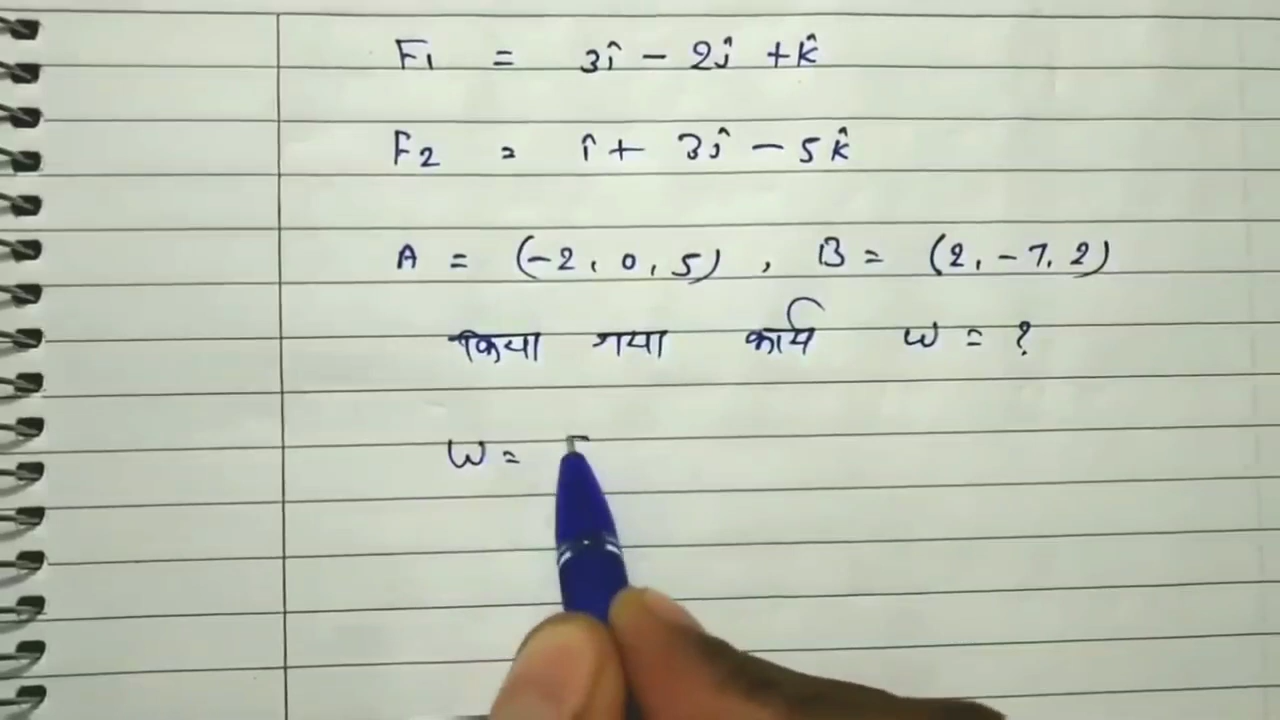 F1 = 3î - 2ĵ + k̂
F2 = î + 3ĵ - 5k̂
A = (-2, 0, 5), B = (2, -7, 2)
किया गया कार्य W = ?
W =